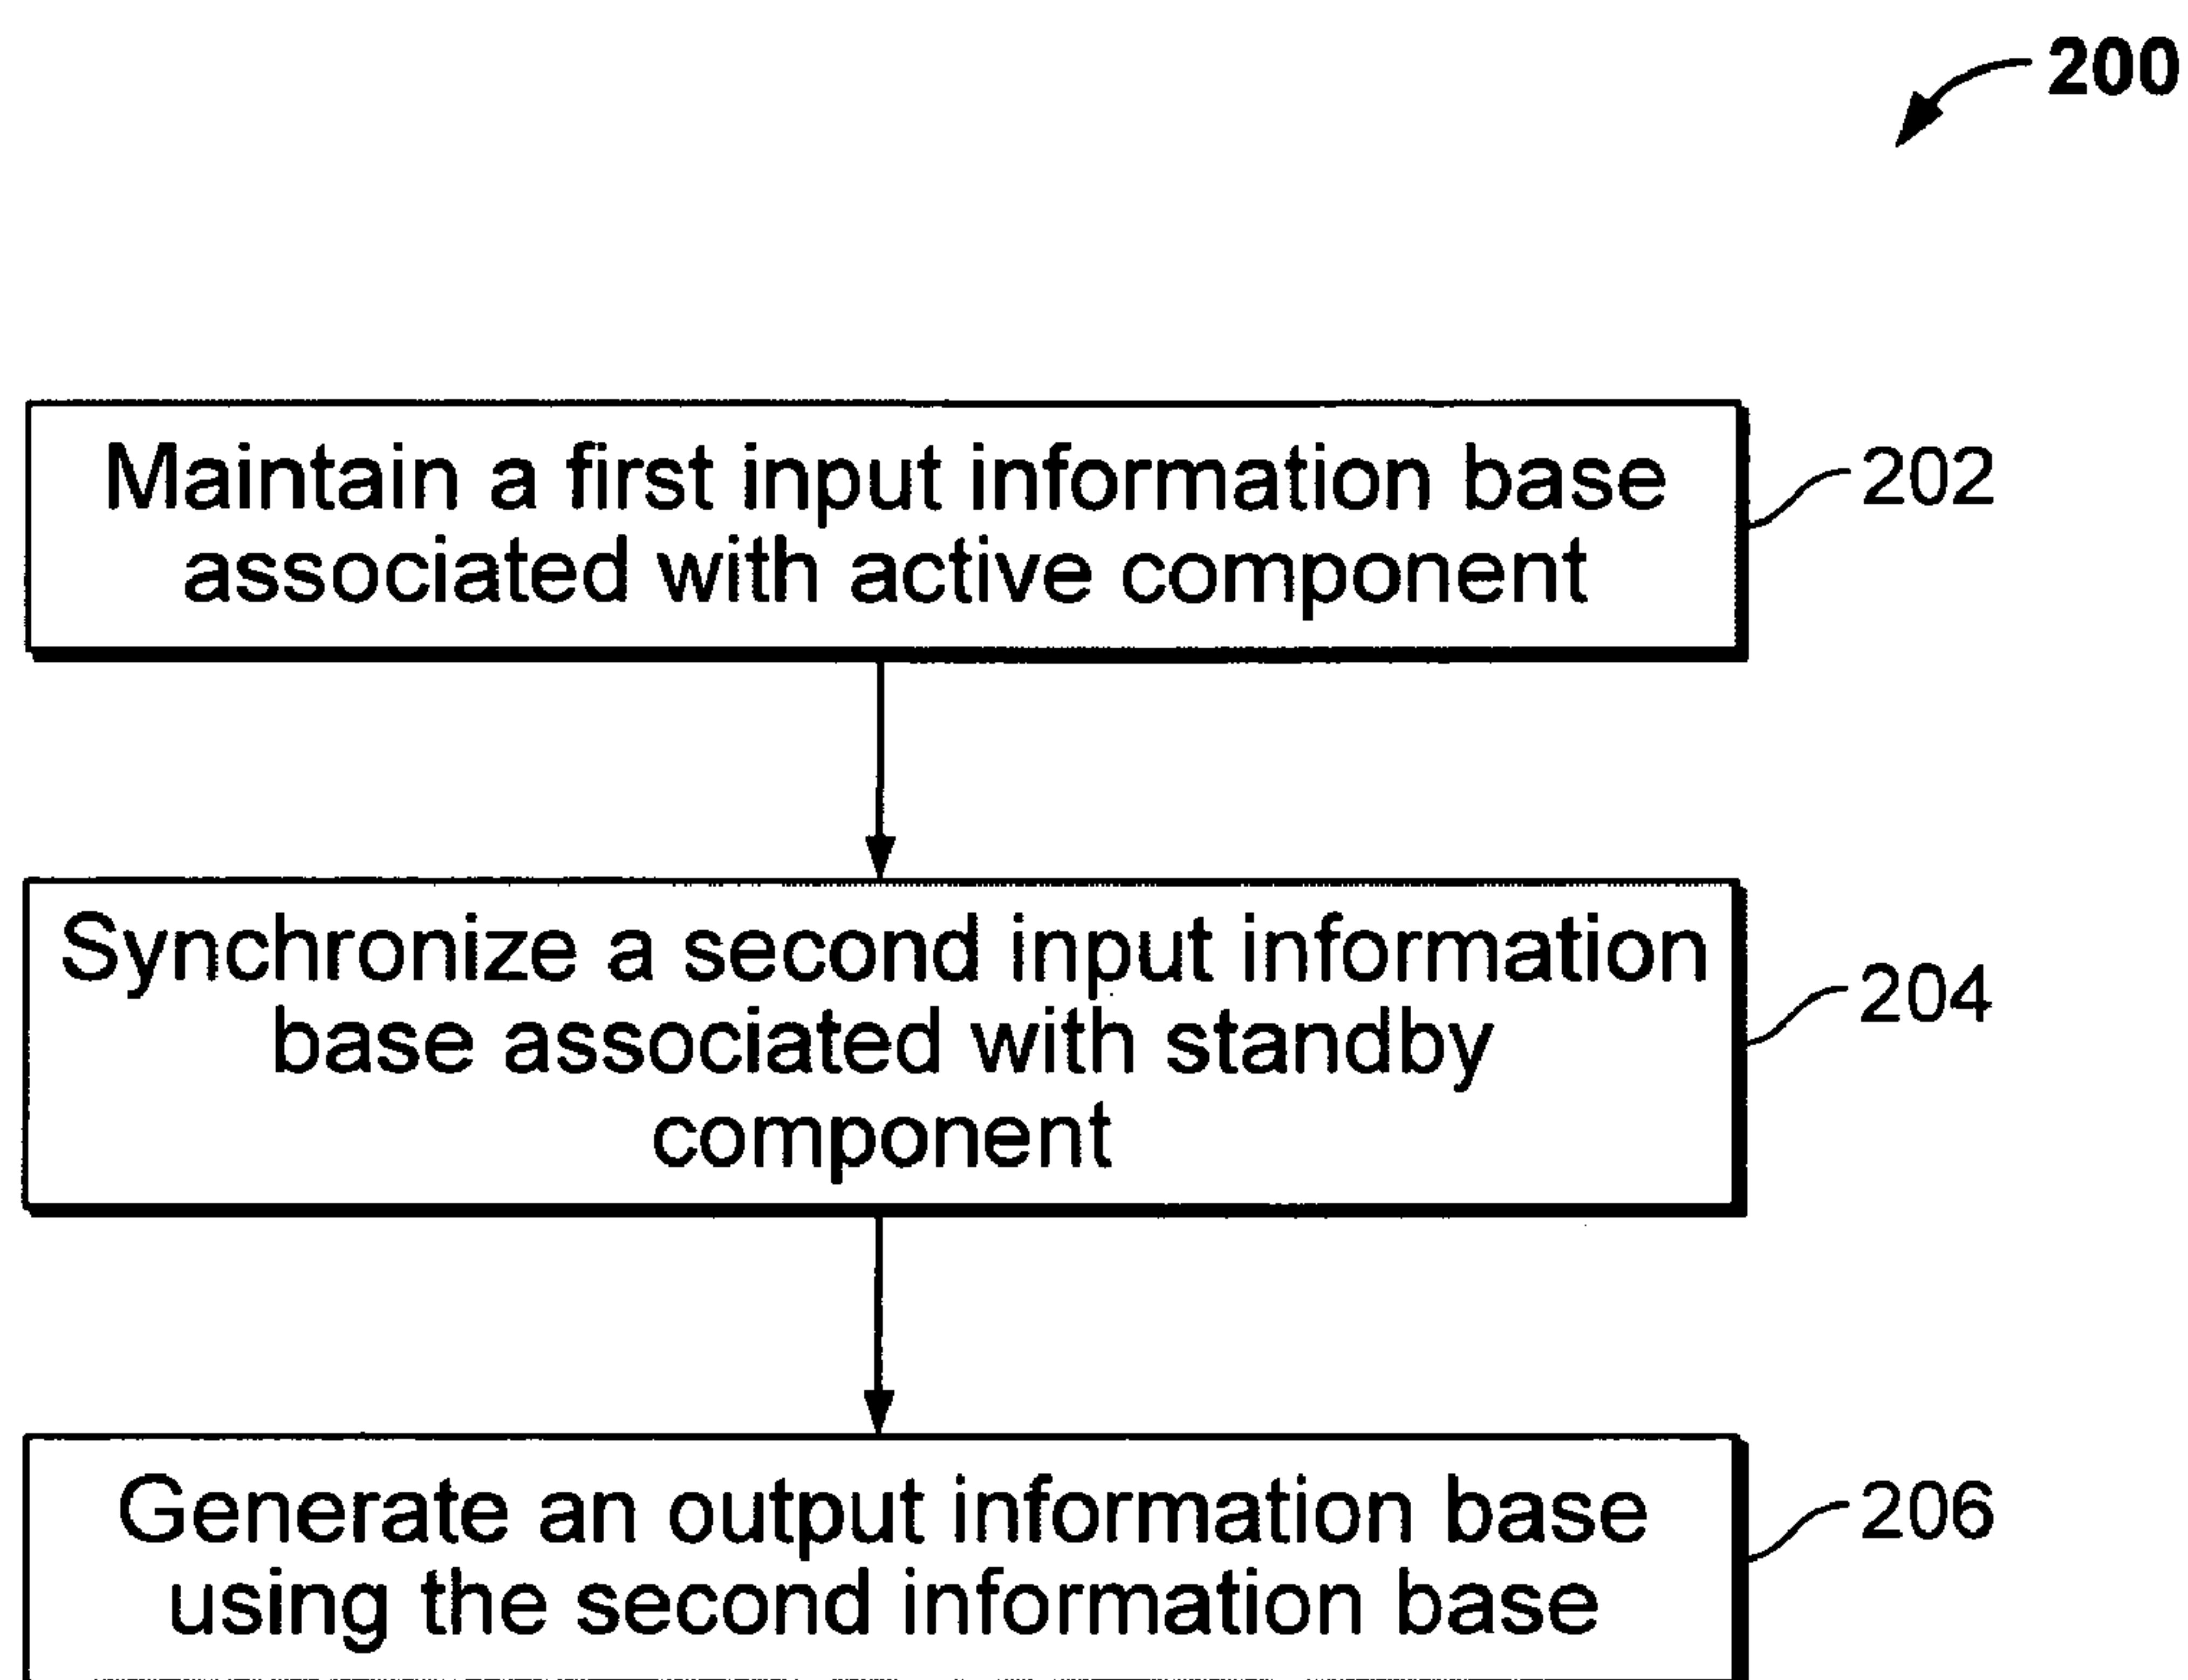 200
Maintain a first input information base
associated with active component
202
Synchronize a second input information
base associated with standby
component
204
Generate an output information base
using the second information base
206